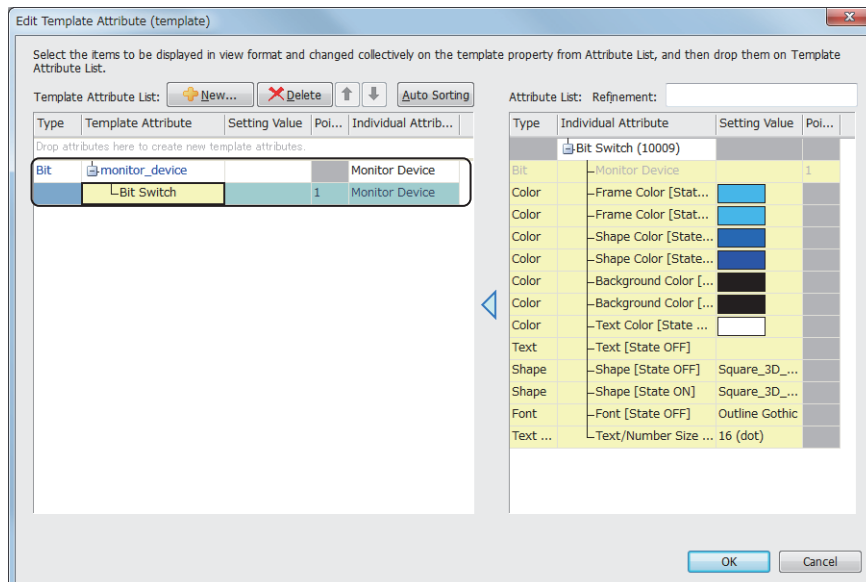 Edit Template Attribute (template)
Select the items to be displayed in view format and changed collectively on the template property from Attribute List, and then drop them on Template
Attribute List.
Template Attribute List: New... Delete Auto Sorting
Attribute List: Refinement:
Type Template Attribute Setting Value Poi... Individual Attrib...
Drop attributes here to create new template attributes.
Bit monitor_device Monitor Device
Bit Switch 1 Monitor Device
Type Individual Attribute Setting Value Poi...
Bit Switch (10009)
Bit Monitor Device 1
Color Frame Color [Stat...
Color Frame Color [Stat...
Color Shape Color [State...
Color Shape Color [State...
Color Background Color [...
Color Background Color [...
Color Text Color [State ...
Text Text [State OFF]
Shape Shape [State OFF] Square_3D_...
Shape Shape [State ON] Square_3D_...
Font Font [State OFF] Outline Gothic
Text ... Text/Number Size ... 16 (dot)
OK Cancel